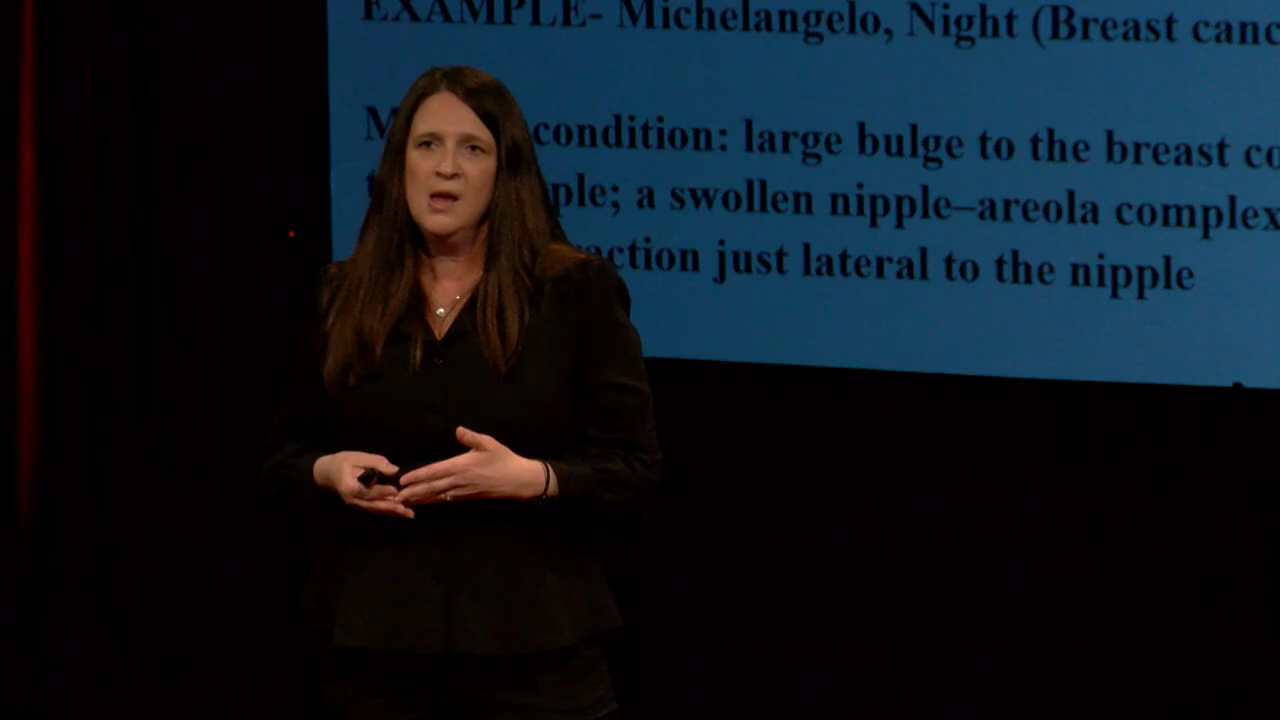 EXAMPLE- Michelangelo, Night (Breast canc
condition: large bulge to the breast co
ple; a swollen nipple–areola complex
ction just lateral to the nipple